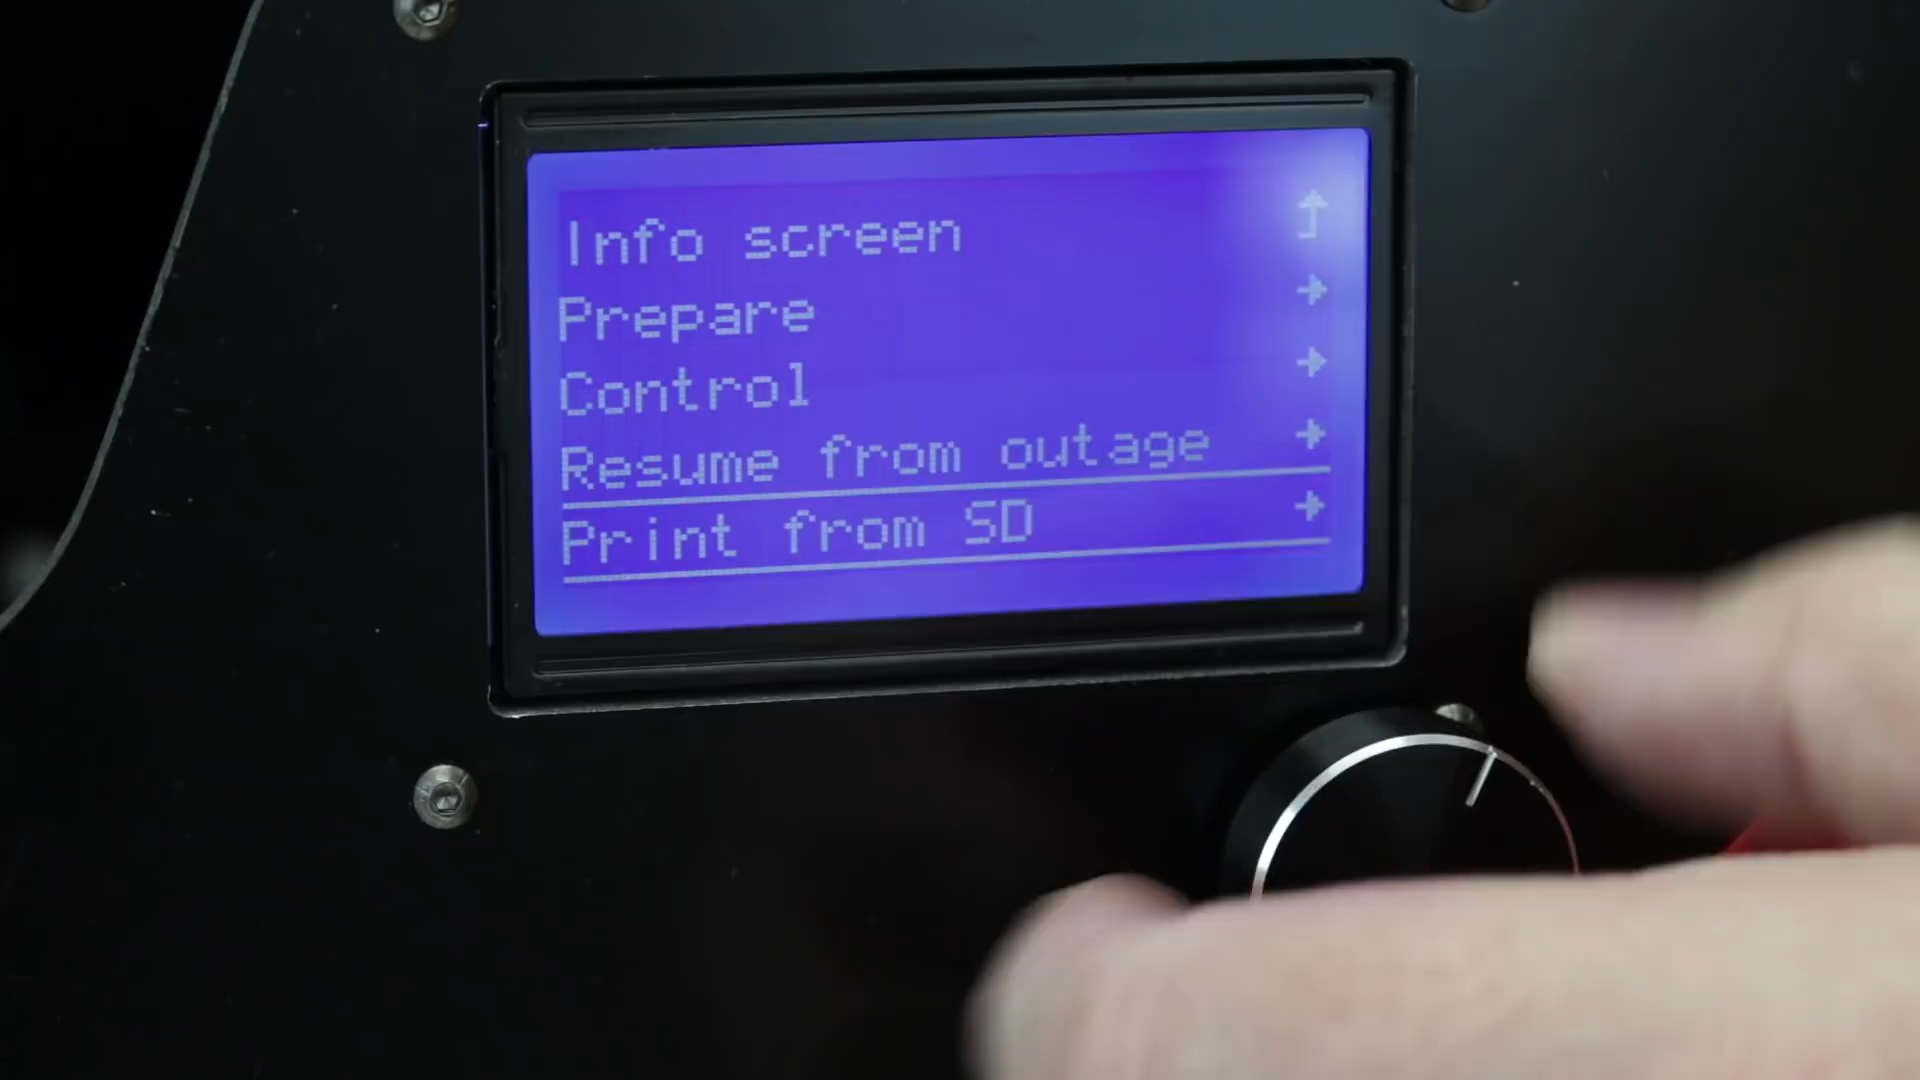 Info screen
Prepare
Control
Resume from outage
Print from SD